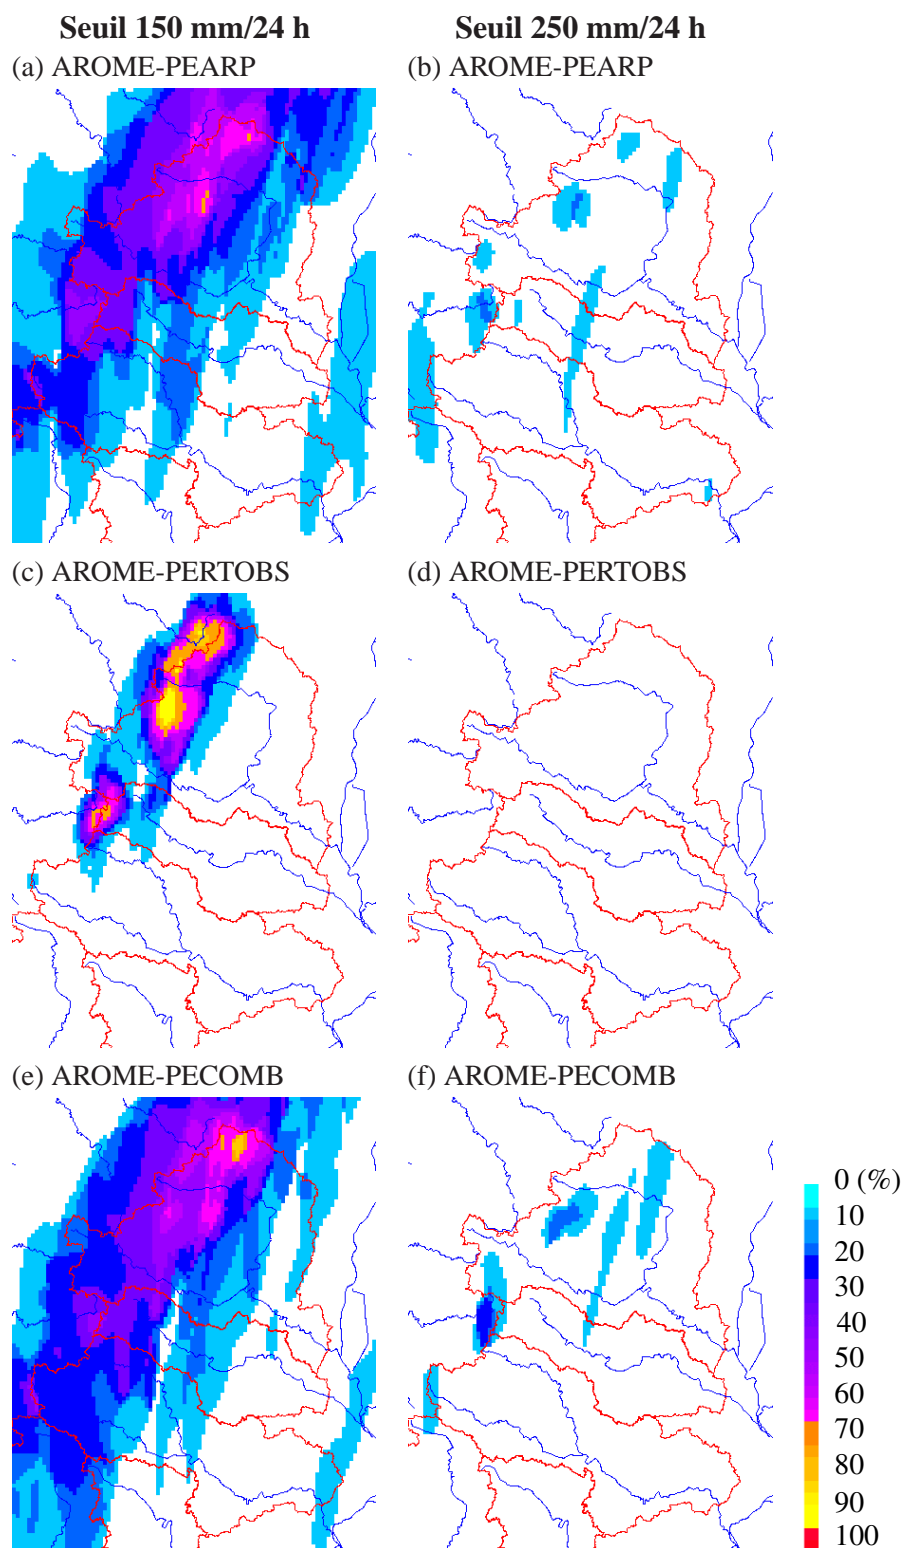 Seuil 150 mm/24 h
Seuil 250 mm/24 h
(a) AROME-PEARP
(b) AROME-PEARP
(c) AROME-PERTOBS
(d) AROME-PERTOBS
(e) AROME-PECOMB
(f) AROME-PECOMB
0 (%)
10
20
30
40
50
60
70
80
90
100